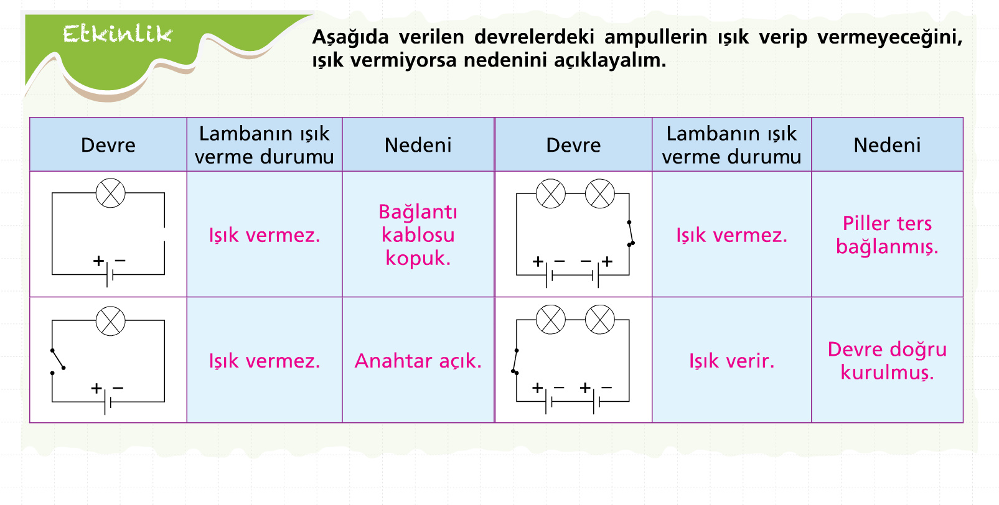 Etkinlik
Aşağıda verilen devrelerdeki ampullerin ışık verip vermeyeceğini,
ışık vermiyorsa nedenini açıklayalım.
Devre
Lambanın ışık
verme durumu
Nedeni
Devre
Lambanın ışık
verme durumu
Nedeni
+ −
Işık vermez.
Bağlantı
kablosu
kopuk.
+ − − +
Işık vermez.
Piller ters
bağlanmış.
+ −
Işık vermez.
Anahtar açık.
+ − + −
Işık verir.
Devre doğru
kurulmuş.